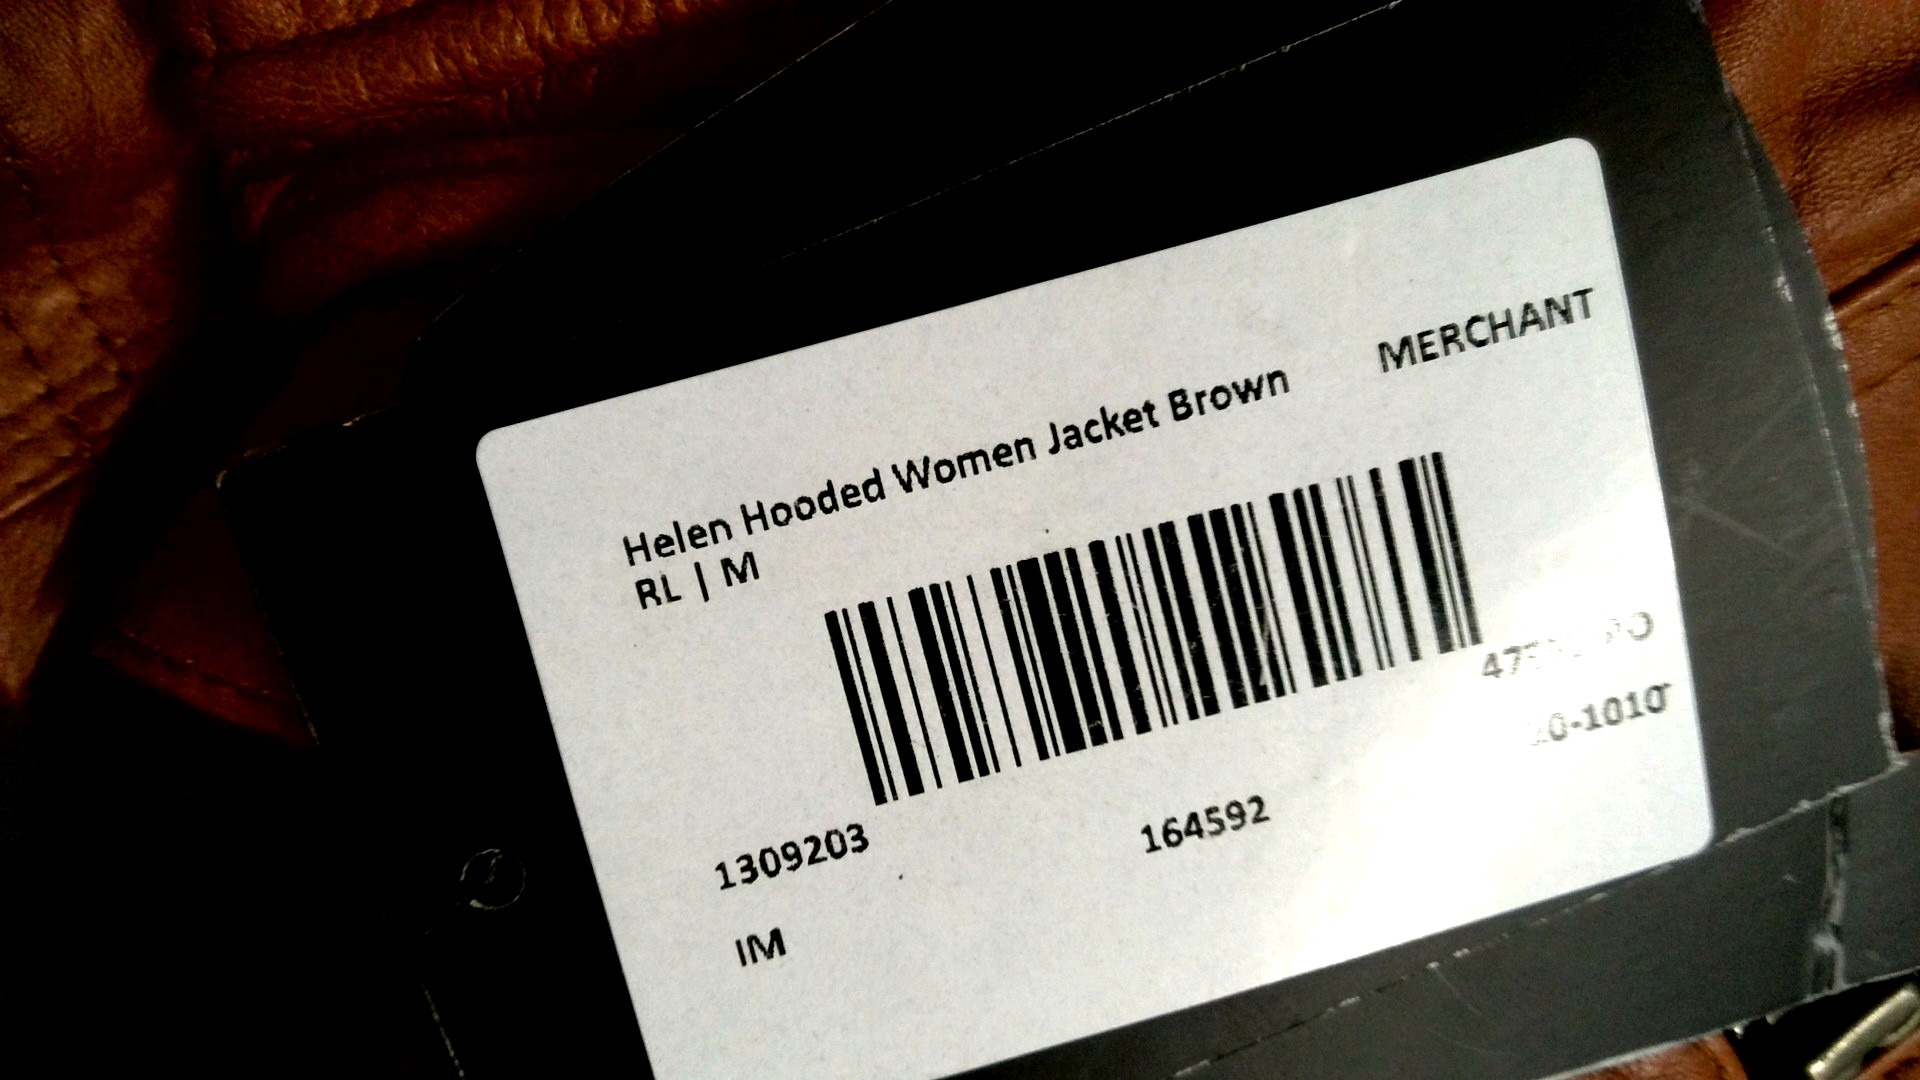 MERCHANT
Helen Hooded Women Jacket Brown
RL | M
1309203
164592
IM